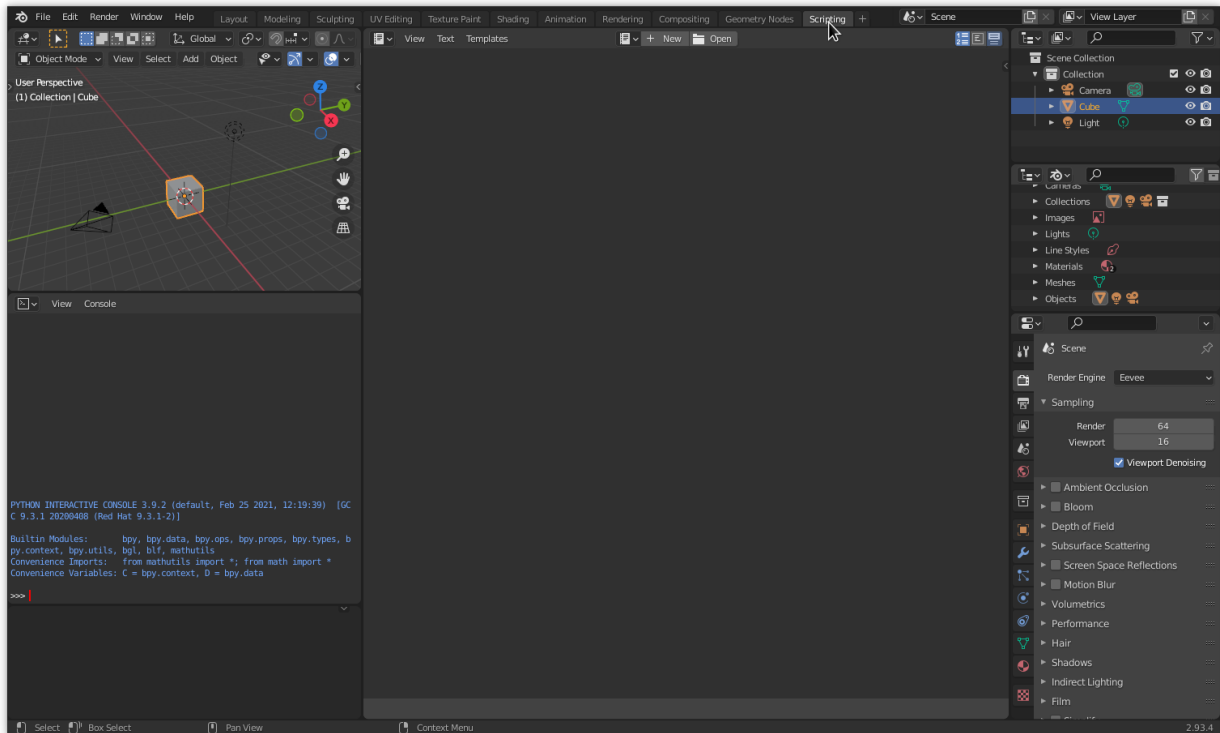 File Edit Render Window Help Layout Modeling Sculpting UV Editing Texture Paint Shading Animation Rendering Compositing Geometry Nodes Scripting + Scene View Layer
Global
View Text Templates + New Open
Object Mode View Select Add Object
User Perspective
(1) Collection | Cube
Z
Y
X
Scene Collection
Collection
Camera
Cube
Light
Cameras
Collections
Images
Lights
Line Styles
Materials 2
Meshes
Objects
View Console
PYTHON INTERACTIVE CONSOLE 3.9.2 (default, Feb 25 2021, 12:19:39) [GC
C 9.3.1 20200408 (Red Hat 9.3.1-2)]
Builtin Modules: bpy, bpy.data, bpy.ops, bpy.props, bpy.types, b
py.context, bpy.utils, bgl, blf, mathutils
Convenience Imports: from mathutils import *; from math import *
Convenience Variables: C = bpy.context, D = bpy.data
>>>
Scene
Render Engine Eevee
Sampling
Render 64
Viewport 16
Viewport Denoising
Ambient Occlusion
Bloom
Depth of Field
Subsurface Scattering
Screen Space Reflections
Motion Blur
Volumetrics
Performance
Hair
Shadows
Indirect Lighting
Film
Select Box Select Pan View Context Menu 2.93.4